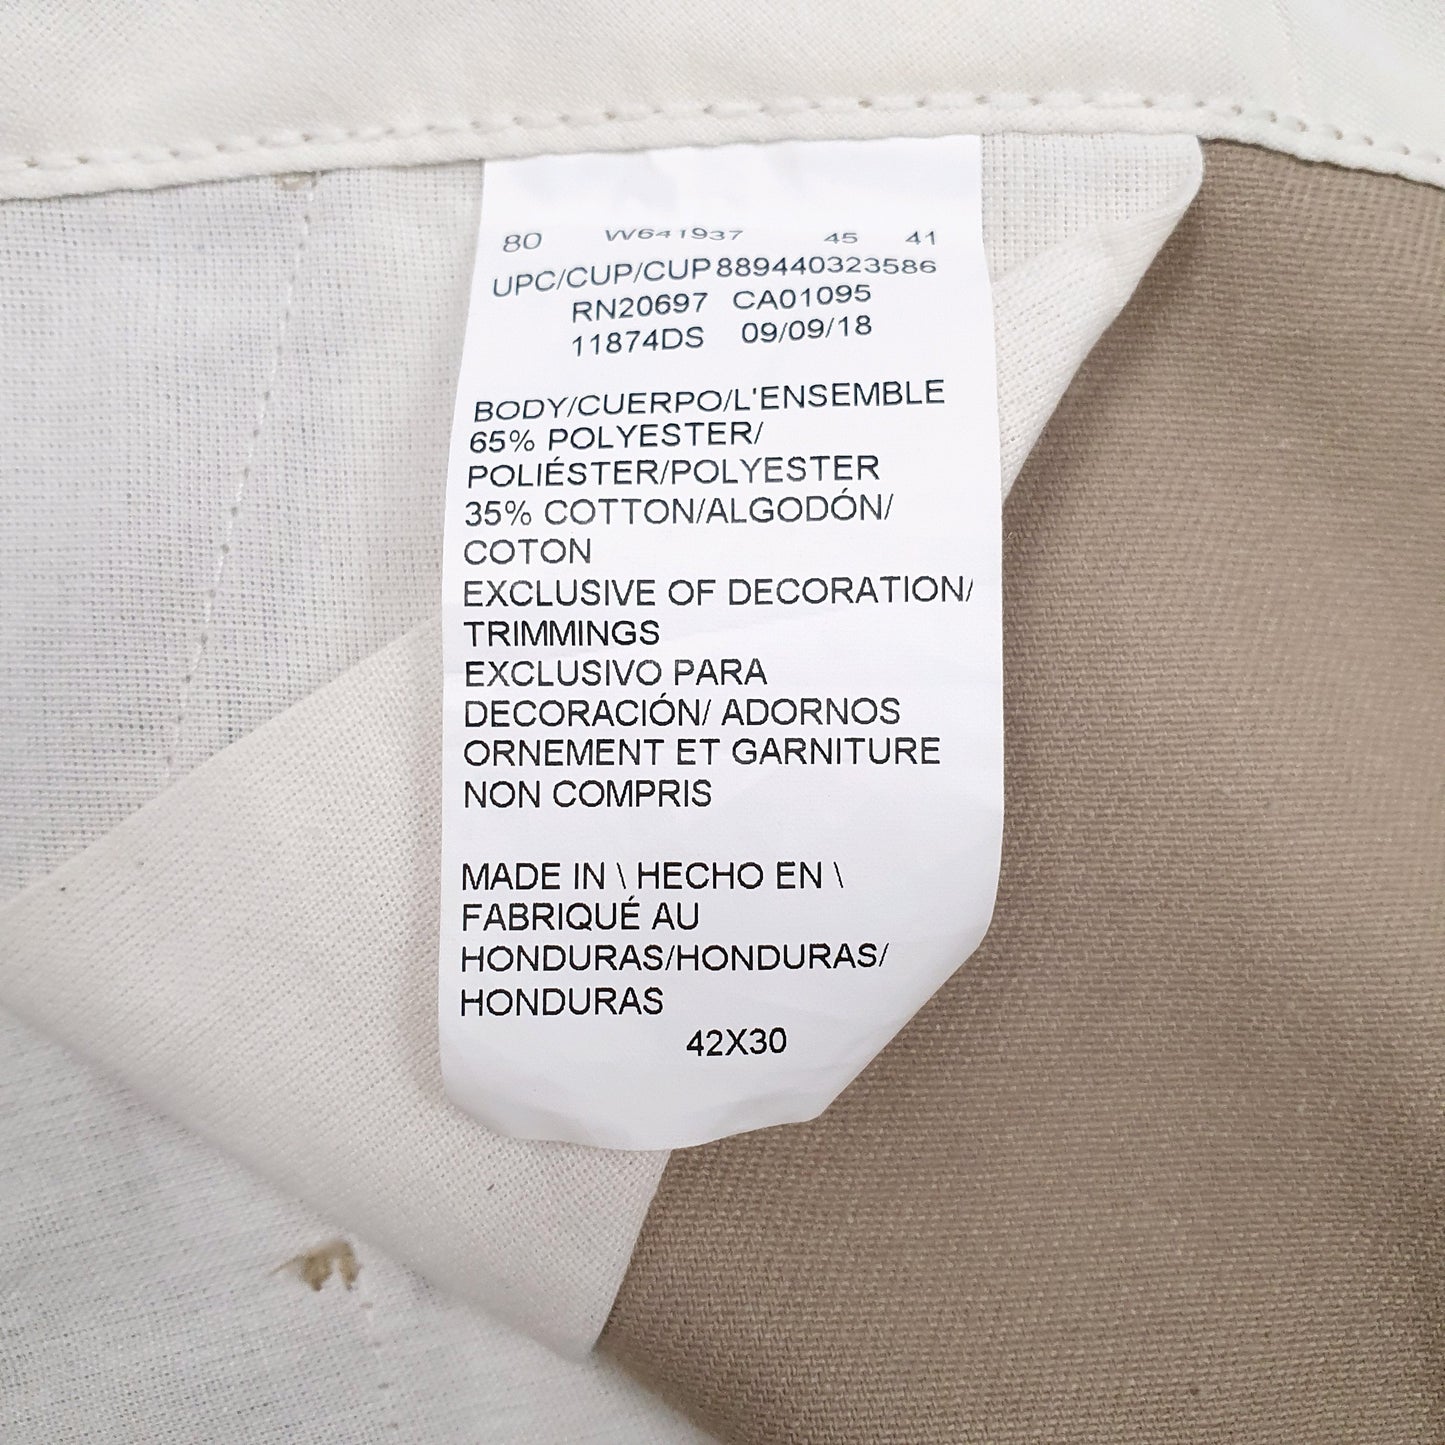 80 W641937 45 41
UPC/CUP/CUP889440323586
RN20697 CA01095
11874DS 09/09/18
BODY/CUERPO/L'ENSEMBLE
65% POLYESTER/
POLIÉSTER/POLYESTER
35% COTTON/ALGODÓN/
COTON
EXCLUSIVE OF DECORATION/
TRIMMINGS
EXCLUSIVO PARA
DECORACIÓN/ ADORNOS
ORNEMENT ET GARNITURE
NON COMPRIS
MADE IN \ HECHO EN \
FABRIQUÉ AU
HONDURAS/HONDURAS/
HONDURAS
42X30